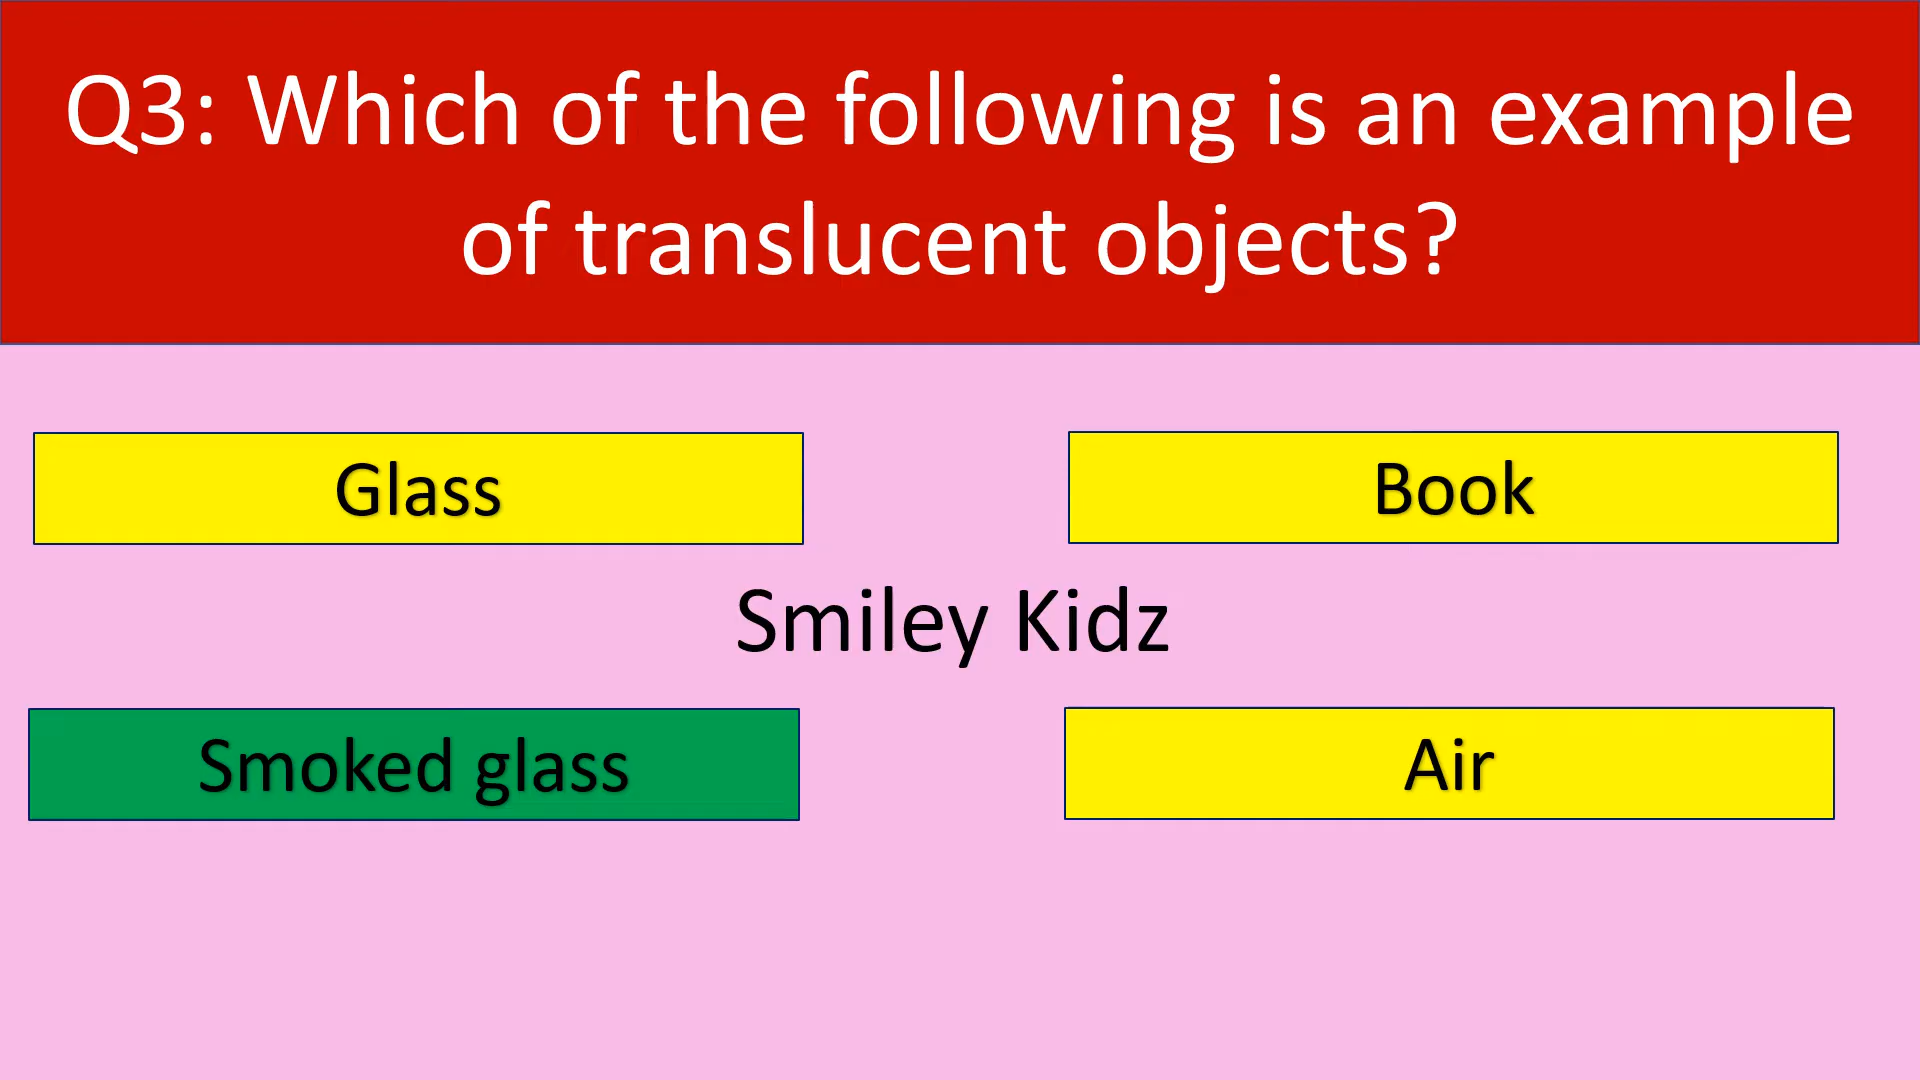 Q3: Which of the following is an example
of translucent objects?
Glass
Book
Smiley Kidz
Smoked glass
Air